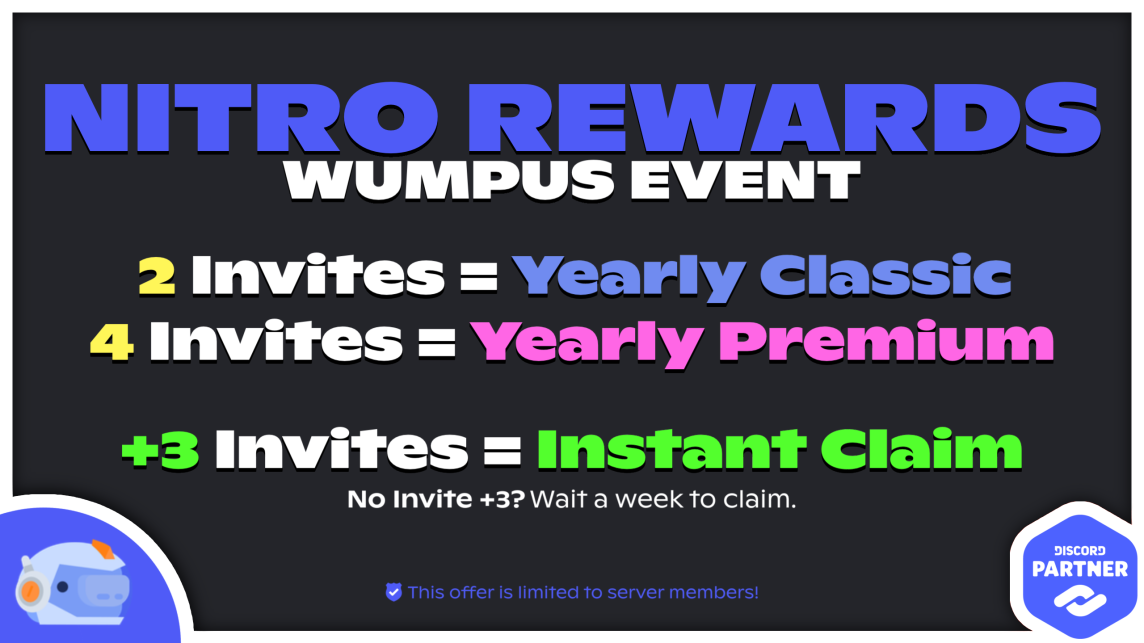 NITRO REWARDS
WUMPUS EVENT
2 Invites = Yearly Classic
4 Invites = Yearly Premium
+3 Invites = Instant Claim
No Invite +3? Wait a week to claim.
This offer is limited to server members!
DISCORD
PARTNER